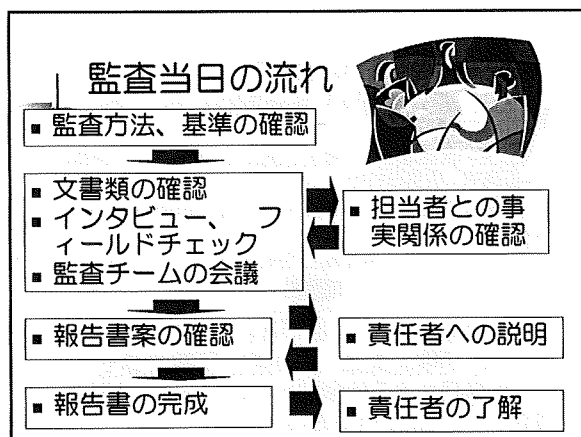 監査当日の流れ
■ 監査方法、基準の確認
■ 文書類の確認
■ インタビュー、 フ
ィールドチェック
■ 監査チームの会議
■ 担当者との事
実関係の確認
■ 報告書案の確認
■ 責任者への説明
■ 報告書の完成
■ 責任者の了解